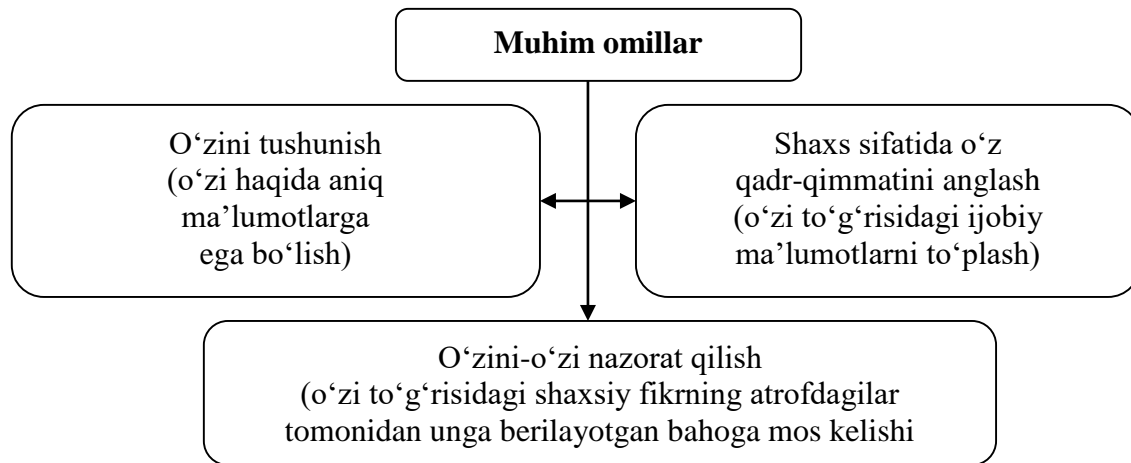 Muhim omillar
O‘zini tushunish
(o‘zi haqida aniq
ma’lumotlarga
ega bo‘lish)
Shaxs sifatida o‘z
qadr-qimmatini anglash
(o‘zi to‘g‘risidagi ijobiy
ma’lumotlarni to‘plash)
O‘zini-o‘zi nazorat qilish
(o‘zi to‘g‘risidagi shaxsiy fikrning atrofdagilar
tomonidan unga berilayotgan bahoga mos kelishi